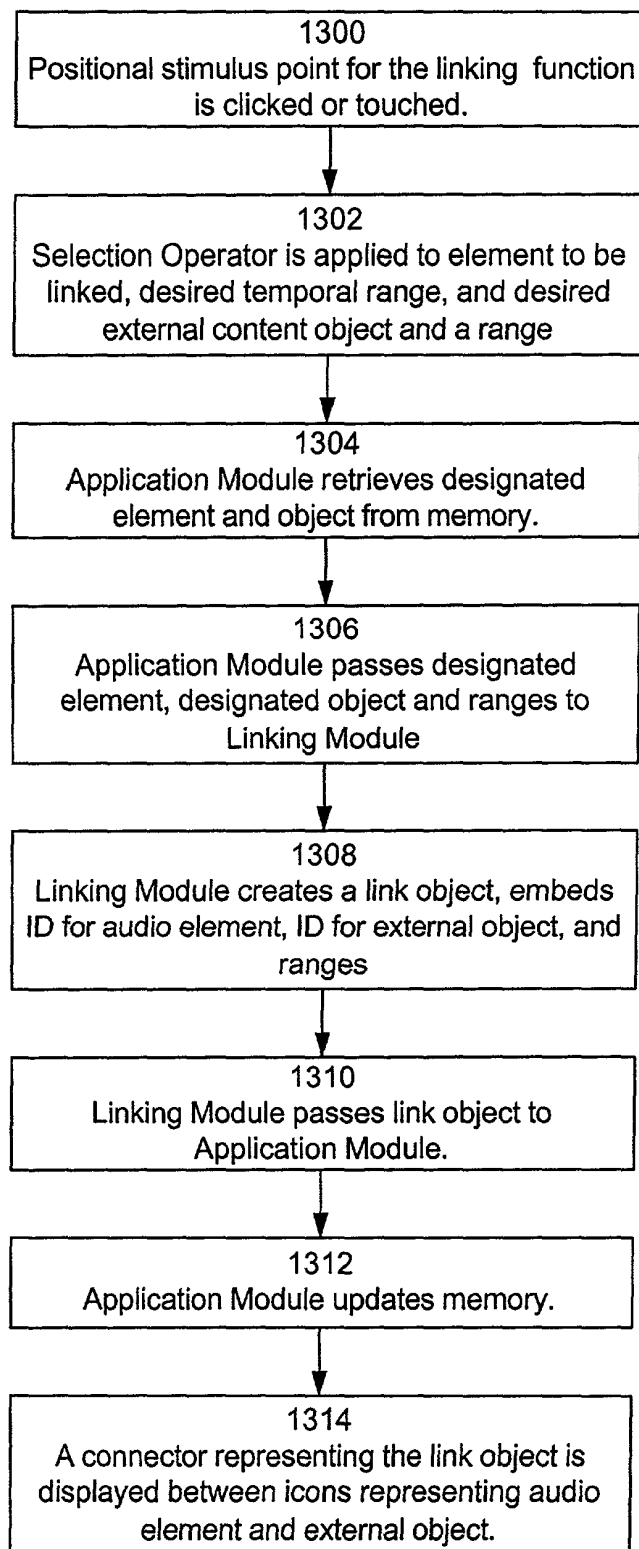 1300
Positional stimulus point for the linking function
is clicked or touched.
1302
Selection Operator is applied to element to be
linked, desired temporal range, and desired
external content object and a range
1304
Application Module retrieves designated
element and object from memory.
1306
Application Module passes designated
element, designated object and ranges to
Linking Module
1308
Linking Module creates a link object, embeds
ID for audio element, ID for external object, and
ranges
1310
Linking Module passes link object to
Application Module.
1312
Application Module updates memory.
1314
A connector representing the link object is
displayed between icons representing audio
element and external object.